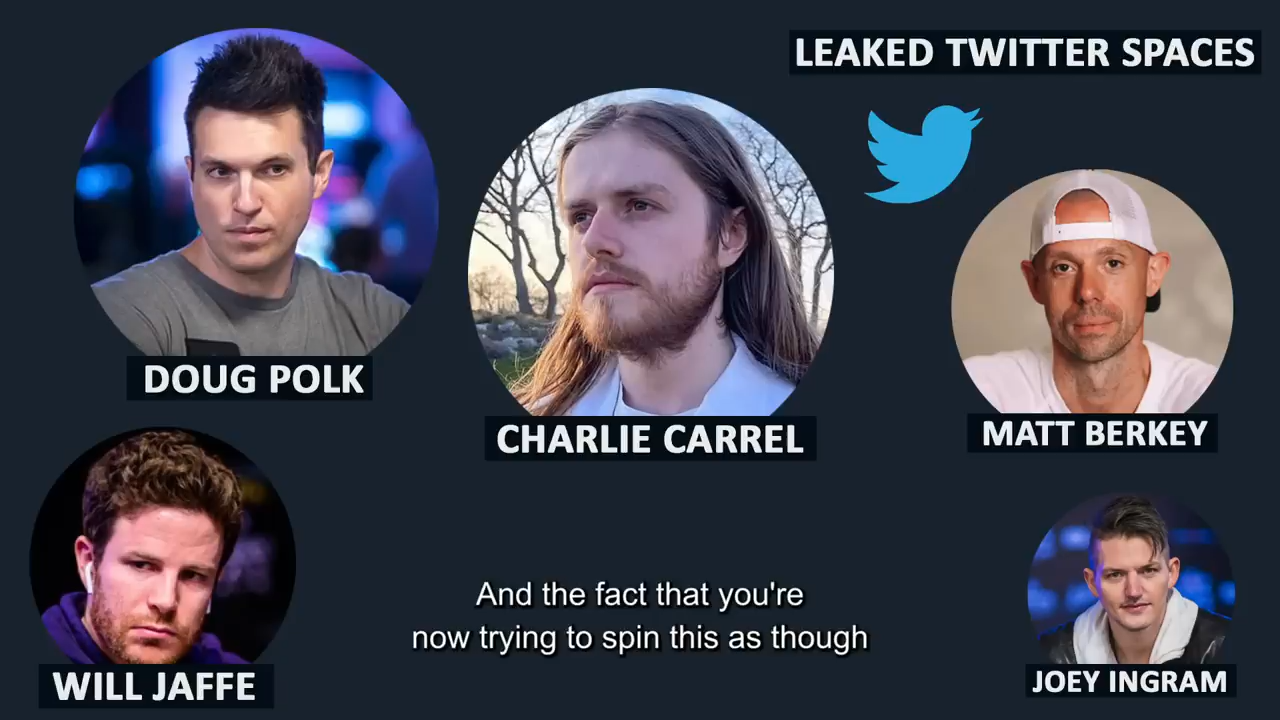 LEAKED TWITTER SPACES
DOUG POLK
CHARLIE CARREL
MATT BERKEY
And the fact that you're
now trying to spin this as though
WILL JAFFE
JOEY INGRAM